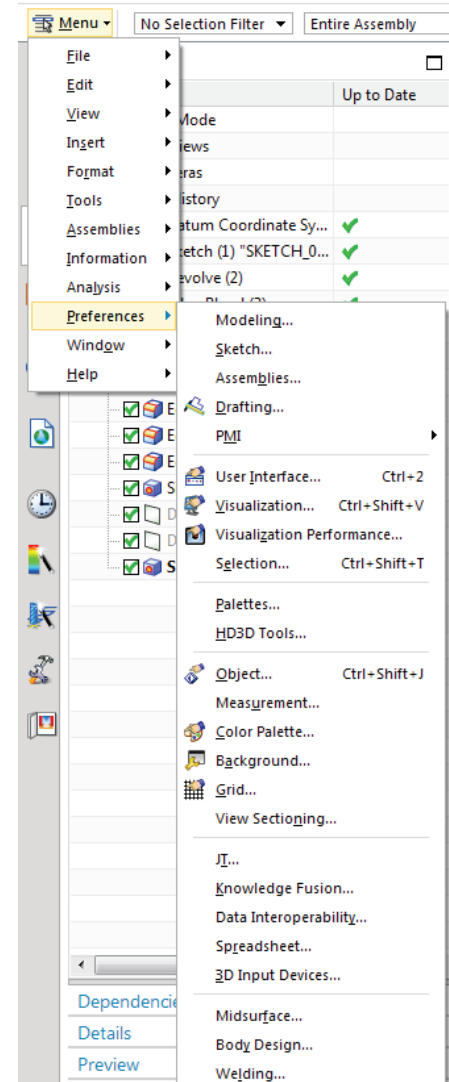 Menu No Selection Filter Entire Assembly
File
Up to Date
Edit
View
Mode
Insert
iews
Format
eras
Tools
istory
Assemblies
atum Coordinate Sy...
Information
ketch (1) "SKETCH_0...
Analysis
evolve (2)
Preferences
Window
Help
Modeling...
Sketch...
Assemblies...
E
Drafting...
E
PMI
E
S
User Interface... Ctrl+2
D
Visualization... Ctrl+Shift+V
D
Visualization Performance...
S
Selection... Ctrl+Shift+T
Palettes...
HD3D Tools...
Object... Ctrl+Shift+J
Measurement...
Color Palette...
Background...
Grid...
View Sectioning...
JT...
Knowledge Fusion...
Data Interoperability...
Spreadsheet...
3D Input Devices...
Dependencie
Midsurface...
Details
Body Design...
Preview
Welding...